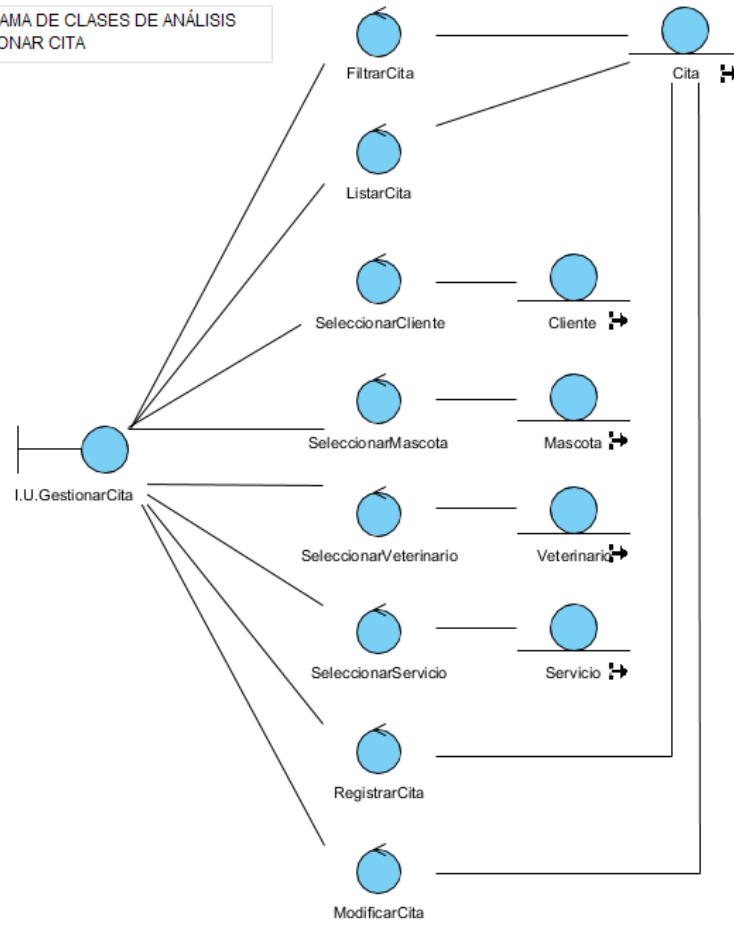 AMA DE CLASES DE ANÁLISIS
ONAR CITA
FiltrarCita
Cita
ListarCita
SeleccionarCliente
Cliente
SeleccionarMascota
Mascota
I.U.GestionarCita
SeleccionarVeterinario
Veterinario
SeleccionarServicio
Servicio
RegistrarCita
ModificarCita